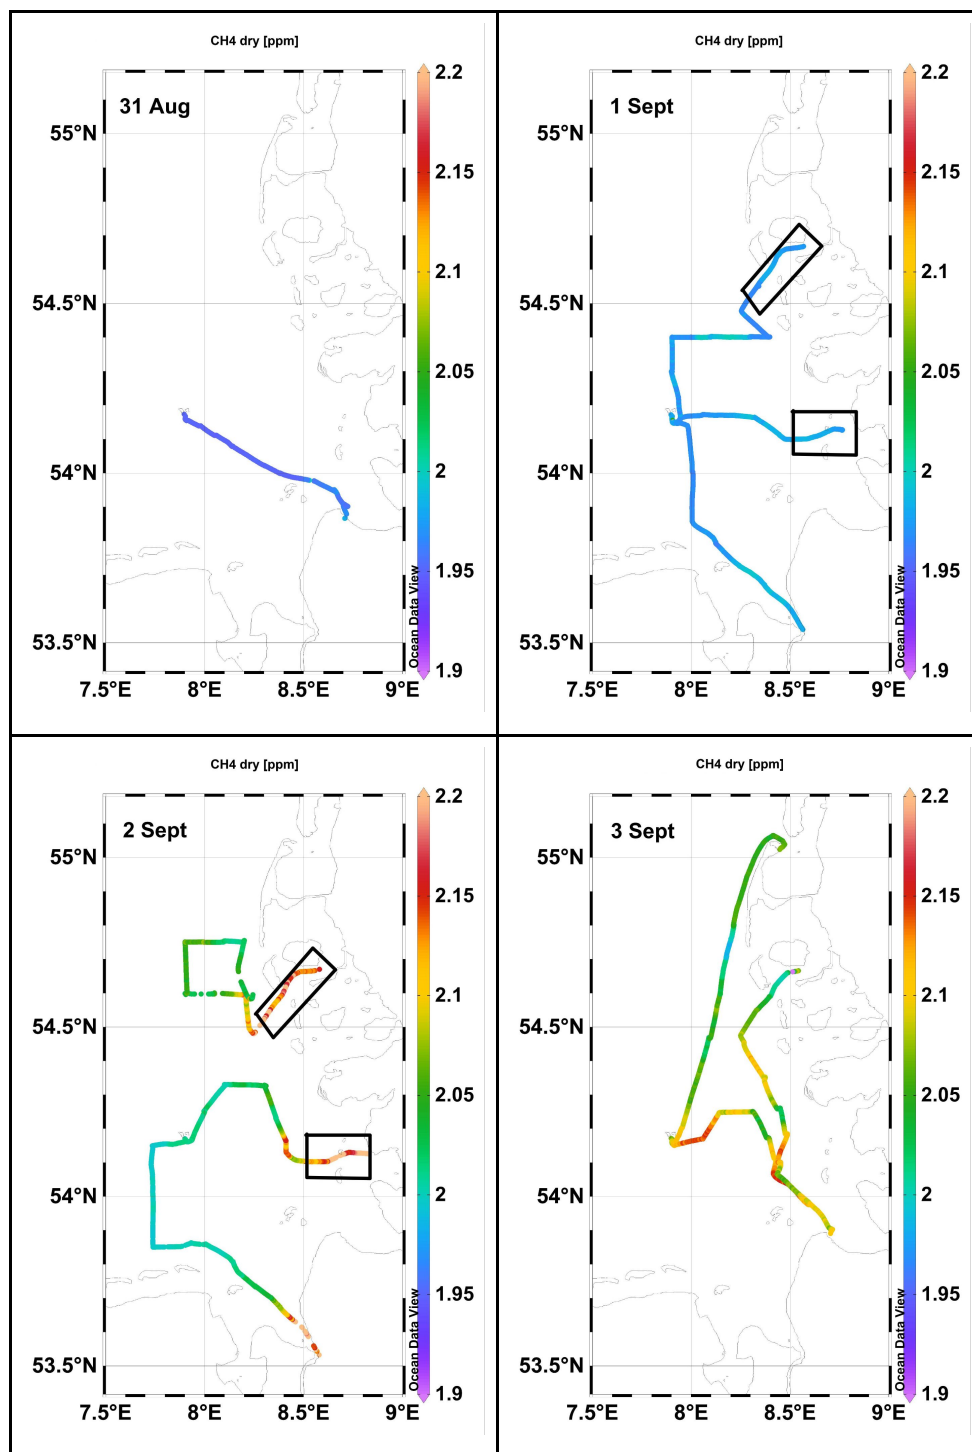 CH4 dry [ppm]
31 Aug
55°N
54.5°N
54°N
53.5°N
7.5°E 8°E 8.5°E 9°E
2.2
2.15
2.1
2.05
2
1.95
1.9
Ocean Data View
CH4 dry [ppm]
1 Sept
55°N
54.5°N
54°N
53.5°N
7.5°E 8°E 8.5°E 9°E
2.2
2.15
2.1
2.05
2
1.95
1.9
Ocean Data View
CH4 dry [ppm]
2 Sept
55°N
54.5°N
54°N
53.5°N
7.5°E 8°E 8.5°E 9°E
2.2
2.15
2.1
2.05
2
1.95
1.9
Ocean Data View
CH4 dry [ppm]
3 Sept
55°N
54.5°N
54°N
53.5°N
7.5°E 8°E 8.5°E 9°E
2.2
2.15
2.1
2.05
2
1.95
1.9
Ocean Data View